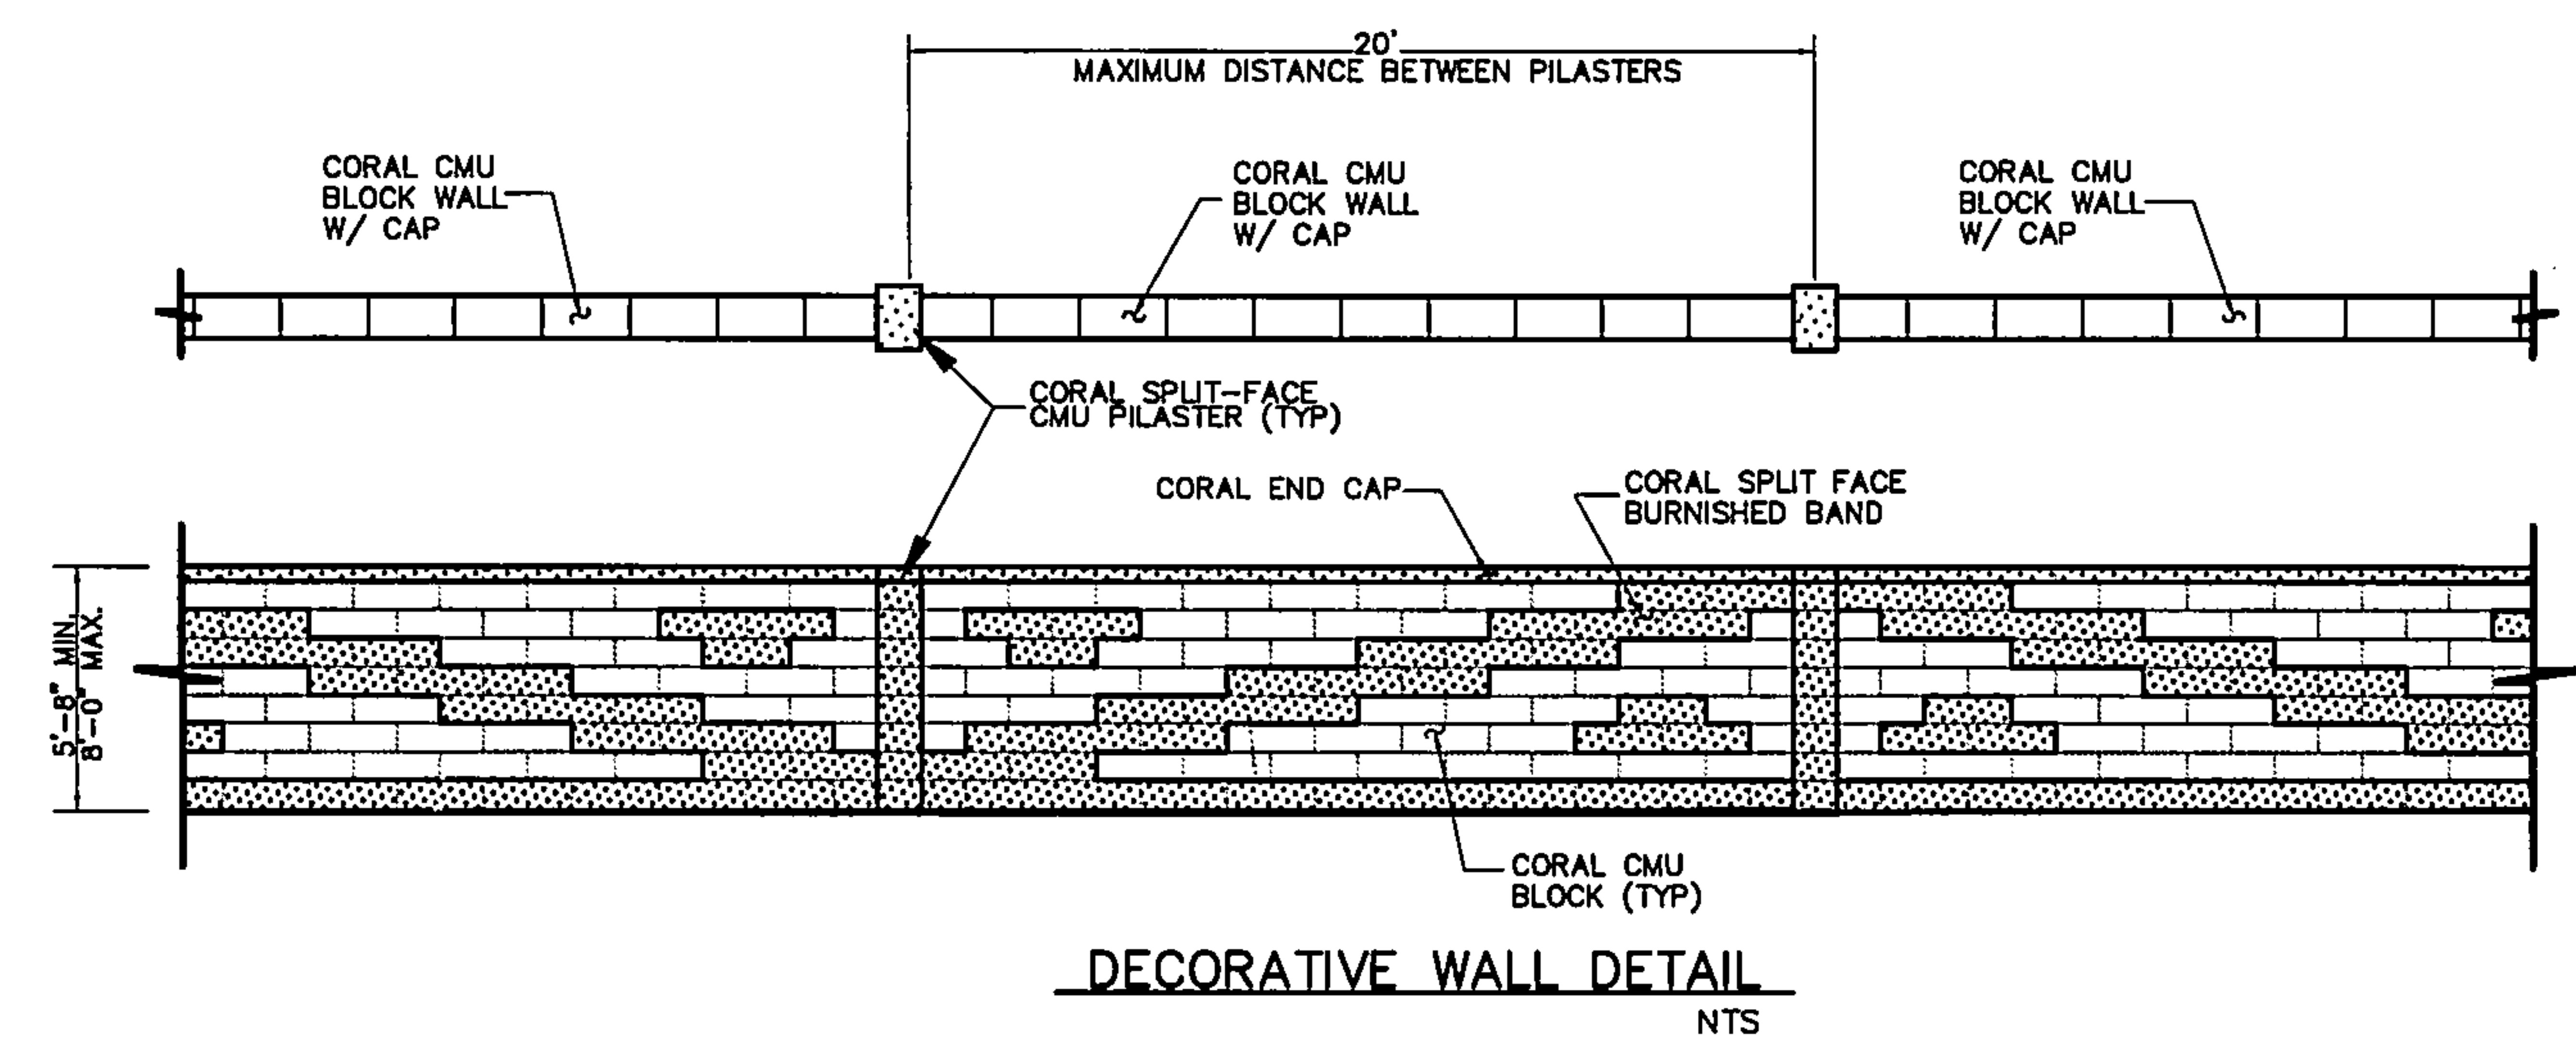 20'
MAXIMUM DISTANCE BETWEEN PILASTERS
CORAL CMU
BLOCK WALL
W/ CAP
CORAL CMU
BLOCK WALL
W/ CAP
CORAL CMU
BLOCK WALL
W/ CAP
CORAL SPLIT-FACE
CMU PILASTER (TYP)
CORAL END CAP
CORAL SPLIT FACE
BURNISHED BAND
5'-8" MIN.
8'-0" MAX.
CORAL CMU
BLOCK (TYP)
DECORATIVE WALL DETAIL
NTS